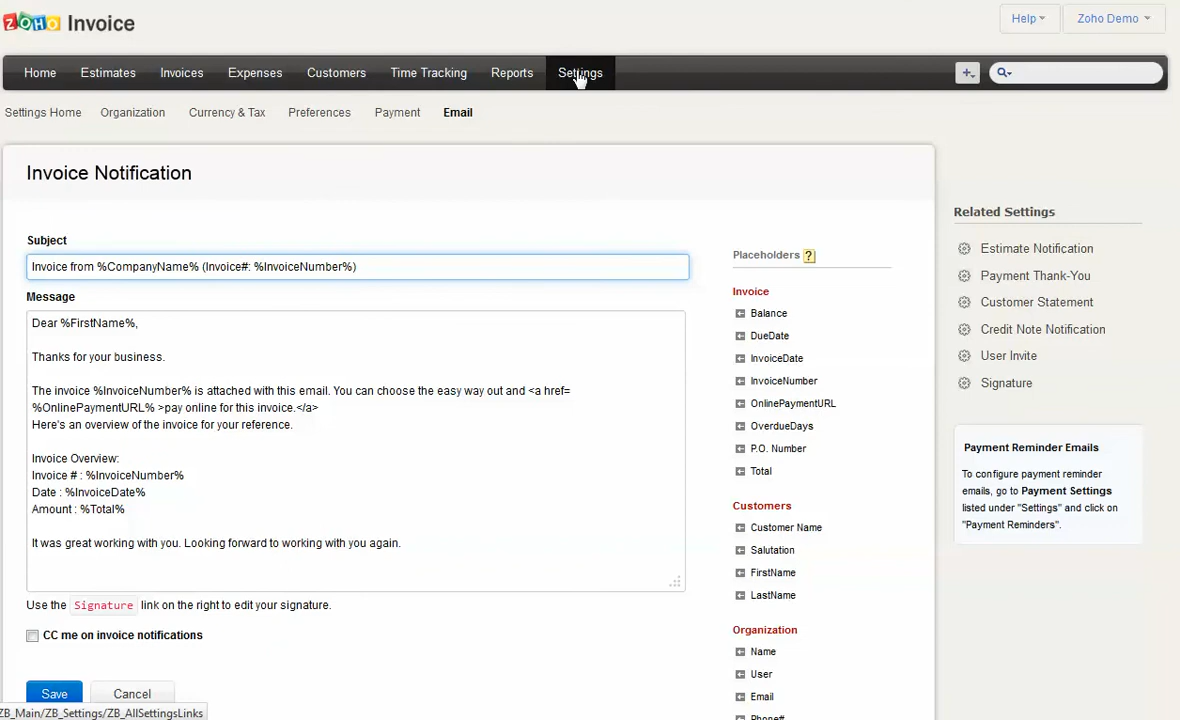 ZOHO Invoice
Help
Zoho Demo
Home
Estimates
Invoices
Expenses
Customers
Time Tracking
Reports
Settings
Settings Home
Organization
Currency & Tax
Preferences
Payment
Email
Invoice Notification
Subject
Invoice from %CompanyName% (Invoice#: %InvoiceNumber%)
Message
Dear %FirstName%,
Thanks for your business.
The invoice %InvoiceNumber% is attached with this email. You can choose the easy way out and <a href=
%OnlinePaymentURL% >pay online for this invoice.</a>
Here's an overview of the invoice for your reference.
Invoice Overview:
Invoice # : %InvoiceNumber%
Date : %InvoiceDate%
Amount : %Total%
It was great working with you. Looking forward to working with you again.
Use the Signature link on the right to edit your signature.
CC me on invoice notifications
Save
Cancel
ZB_Main/ZB_Settings/ZB_AllSettingsLinks
Placeholders ?
Invoice
Balance
DueDate
InvoiceDate
InvoiceNumber
OnlinePaymentURL
OverdueDays
P.O. Number
Total
Customers
Customer Name
Salutation
FirstName
LastName
Organization
Name
User
Email
Phone#
Related Settings
Estimate Notification
Payment Thank-You
Customer Statement
Credit Note Notification
User Invite
Signature
Payment Reminder Emails
To configure payment reminder
emails, go to Payment Settings
listed under "Settings" and click on
"Payment Reminders".